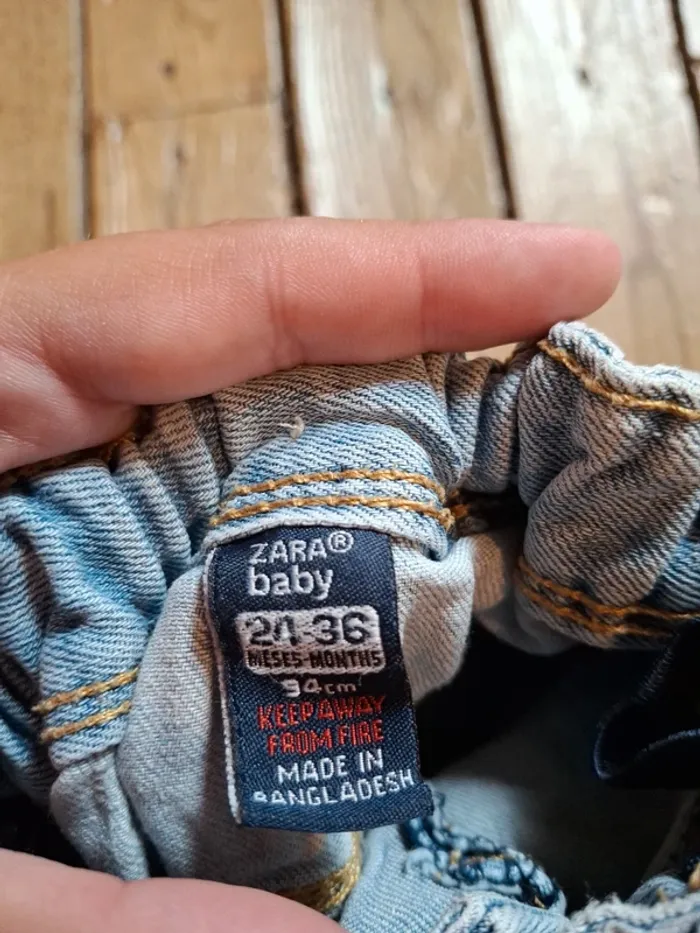 ZARA®
baby
24-36
MESES-MONTHS
94cm
KEEP AWAY
FROM FIRE
MADE IN
BANGLADESH